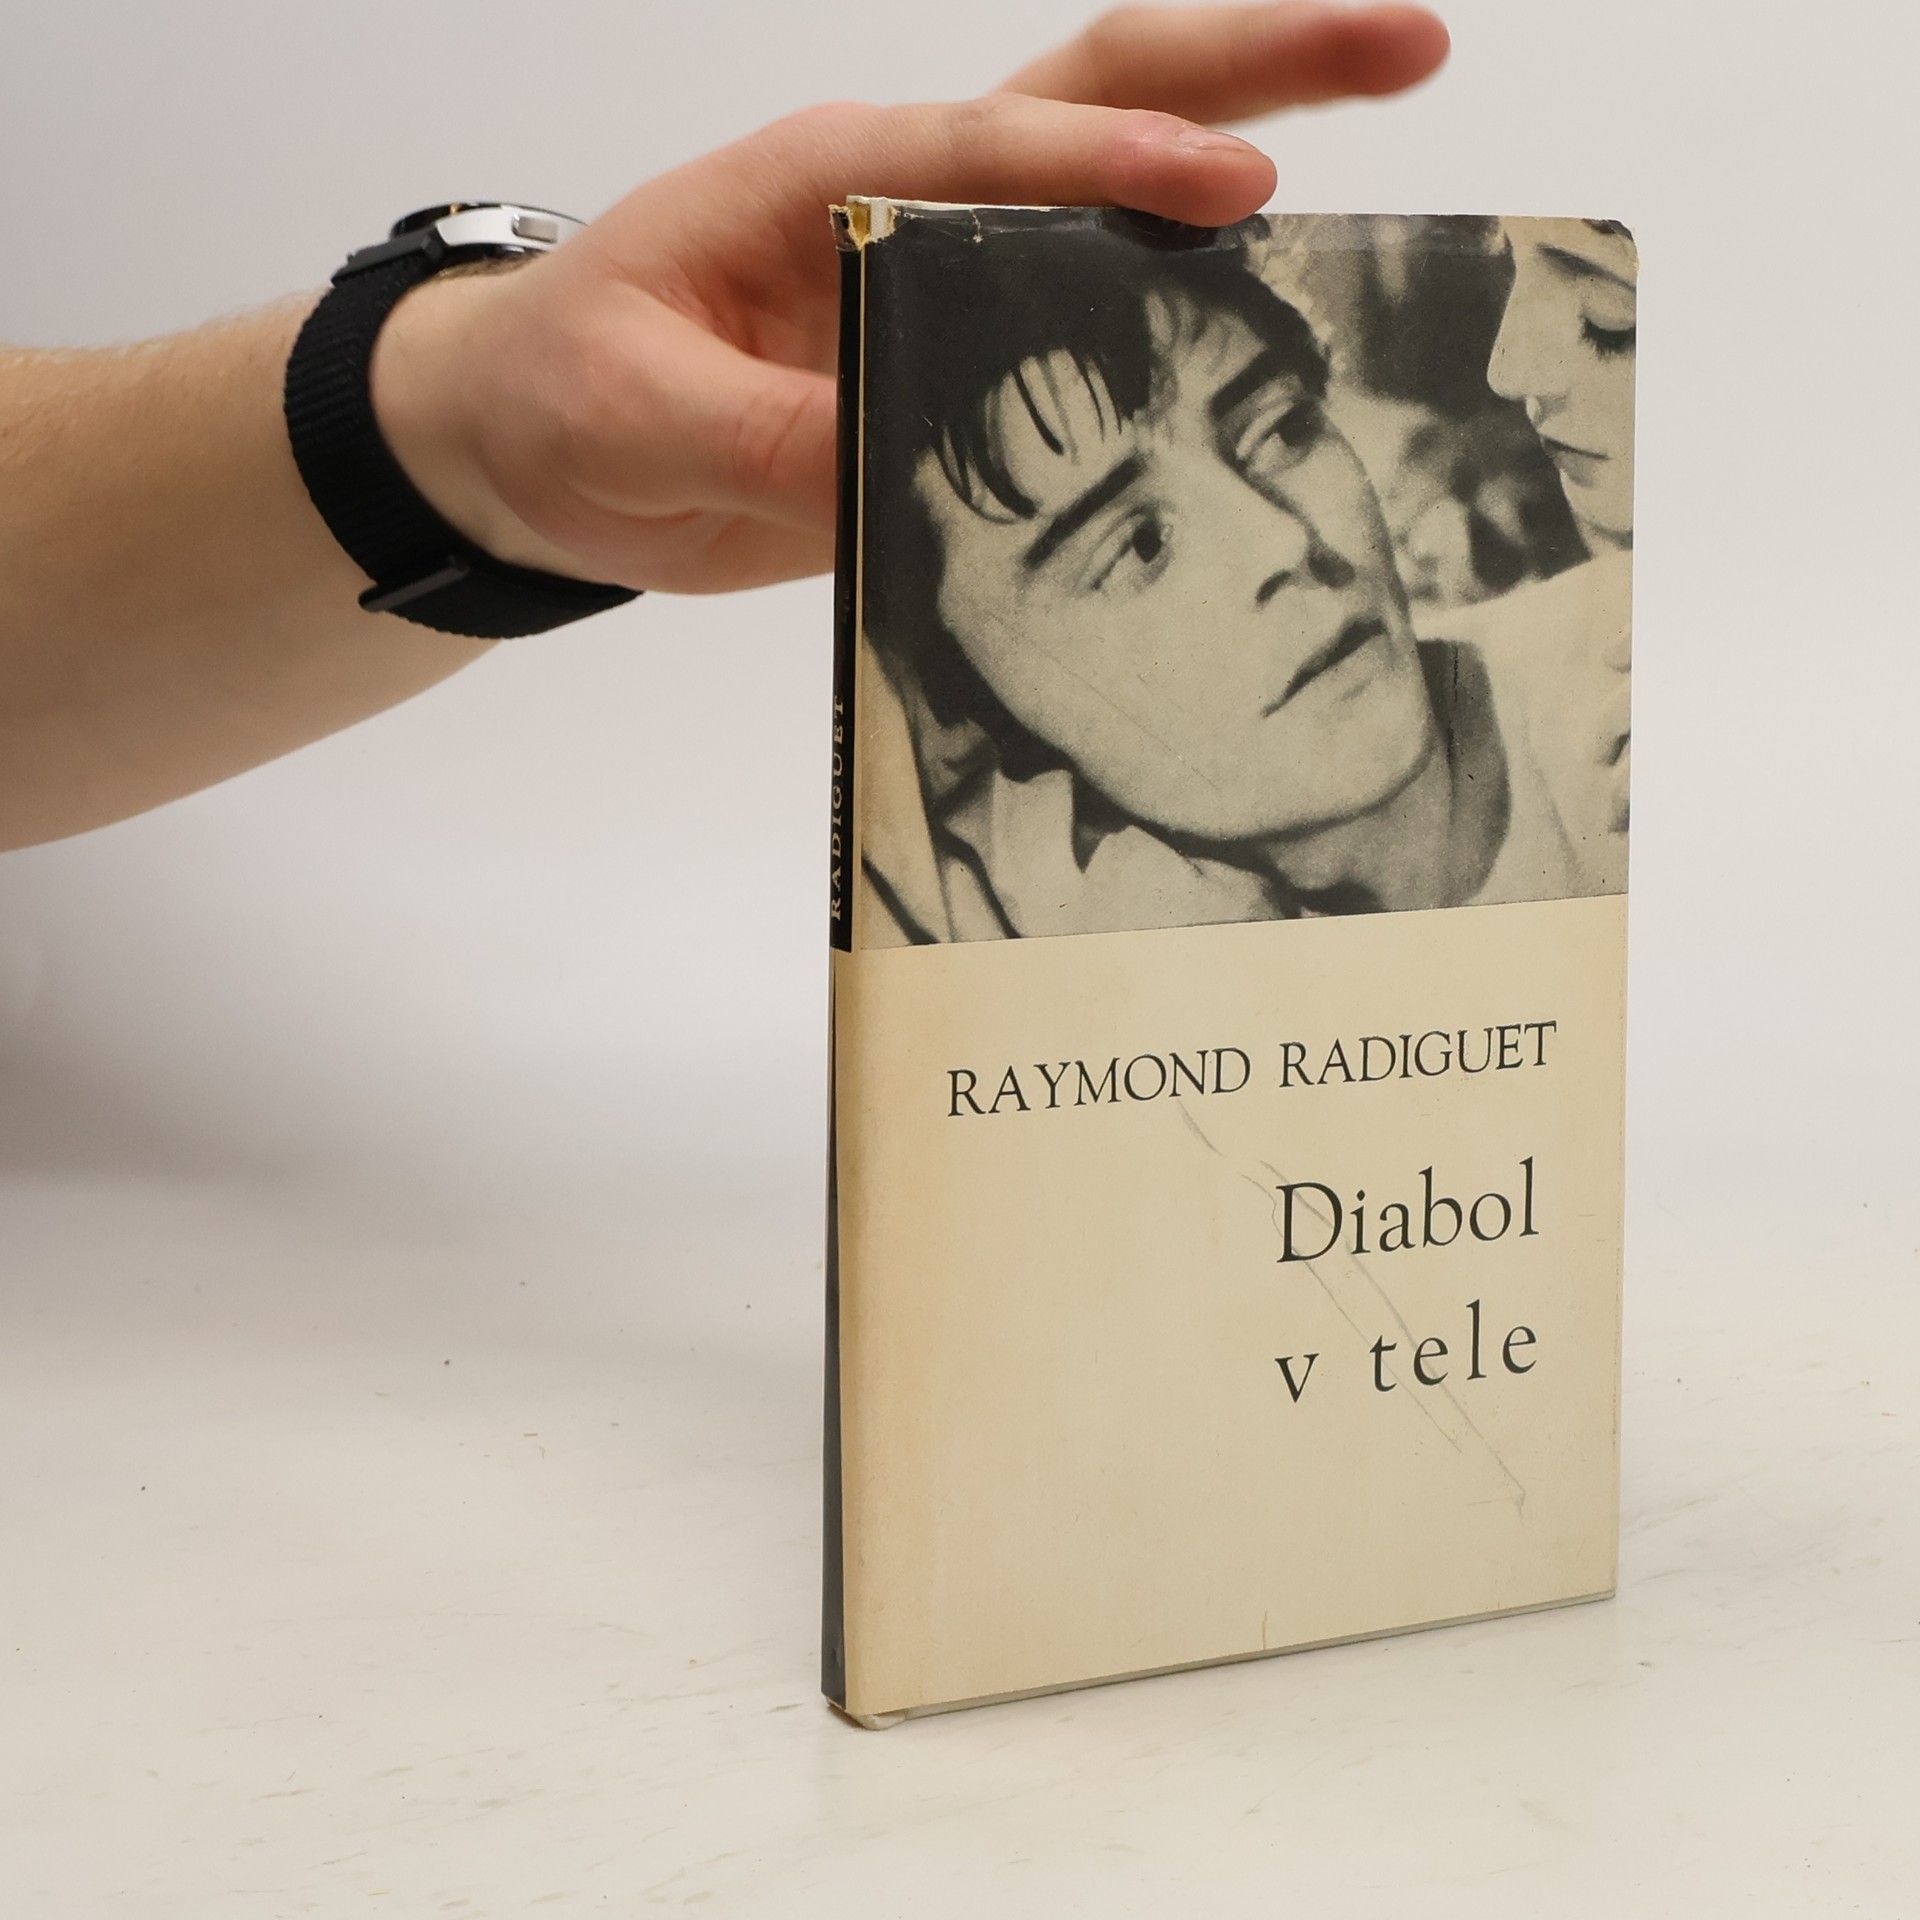 RADIGUET
RAYMOND RADIGUET
Diabol
v tele